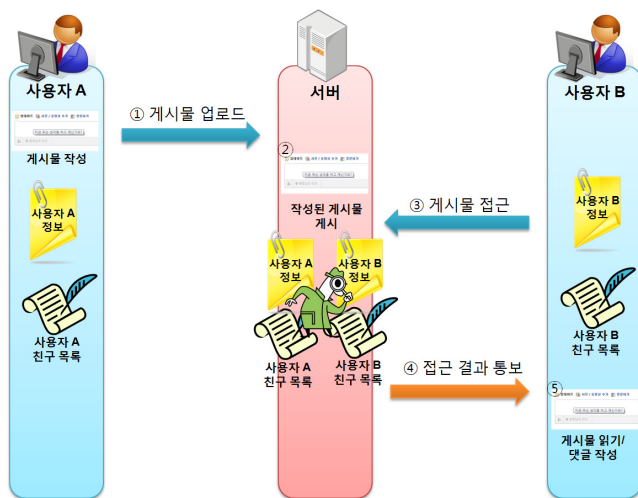 사용자 A
서버
사용자 B
① 게시물 업로드
게시물 작성
②
작성된 게시물
게시
③ 게시물 접근
사용자 A
정보
사용자 A
정보
사용자 B
정보
사용자 B
정보
사용자 A
친구 목록
사용자 A
친구 목록
사용자 B
친구 목록
사용자 B
친구 목록
④ 접근 결과 통보
⑤
게시물 읽기/
댓글 작성